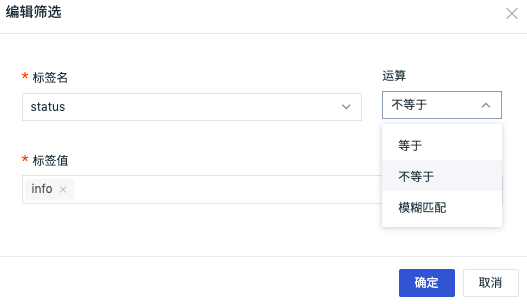 编辑筛选
* 标签名
运算
status
不等于
等于
不等于
模糊匹配
* 标签值
info
确定
取消